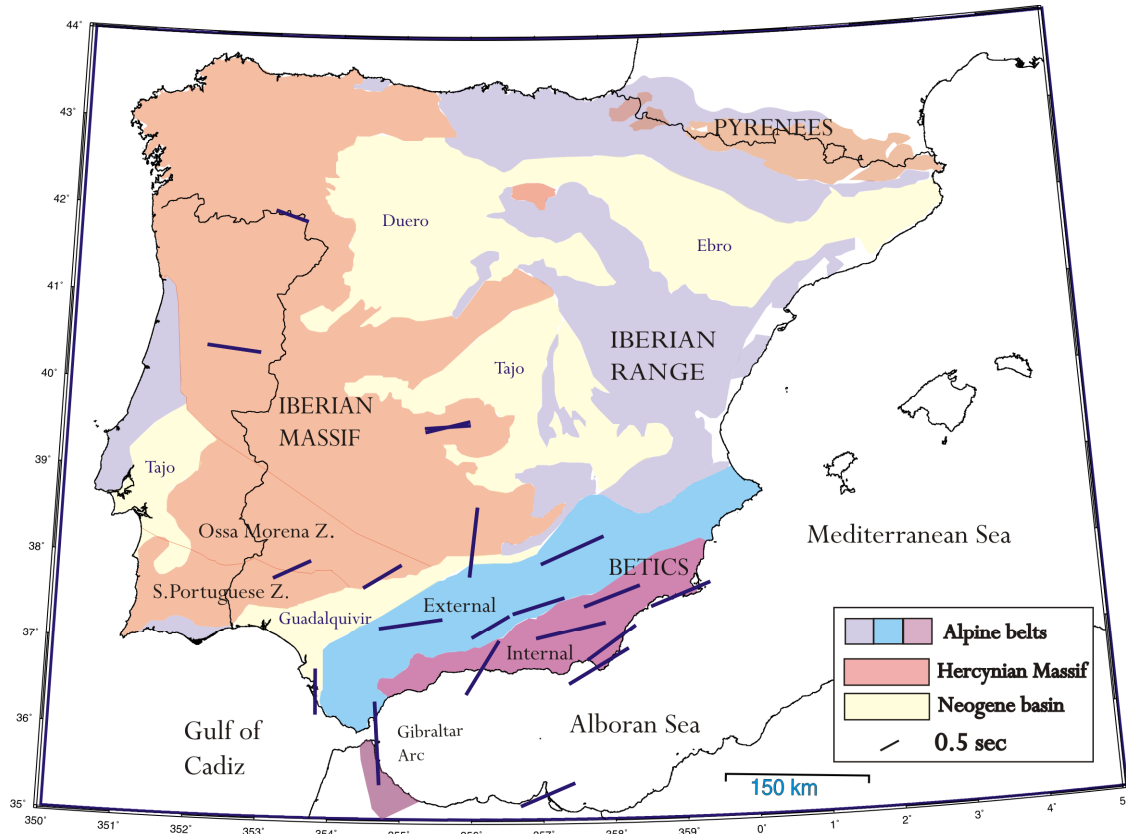 44˚
43˚
PYRENEES
42˚
Duero
Ebro
41˚
IBERIAN
RANGE
40˚
Tajo
IBERIAN
MASSIF
39˚
Tajo
Ossa Morena Z.
Mediterranean Sea
38˚
BETICS
S.Portuguese Z.
External
Guadalquivir
37˚
Internal
Alpine belts
Hercynian Massif
Neogene basin
0.5 sec
36˚
Gulf of
Cadiz
Gibraltar
Arc
Alboran Sea
150 km
35˚
350˚ 351˚ 352˚ 353˚ 354˚ 355˚ 356˚ 357˚ 358˚ 359˚ 0˚ 1˚ 2˚ 3˚ 4˚ 5